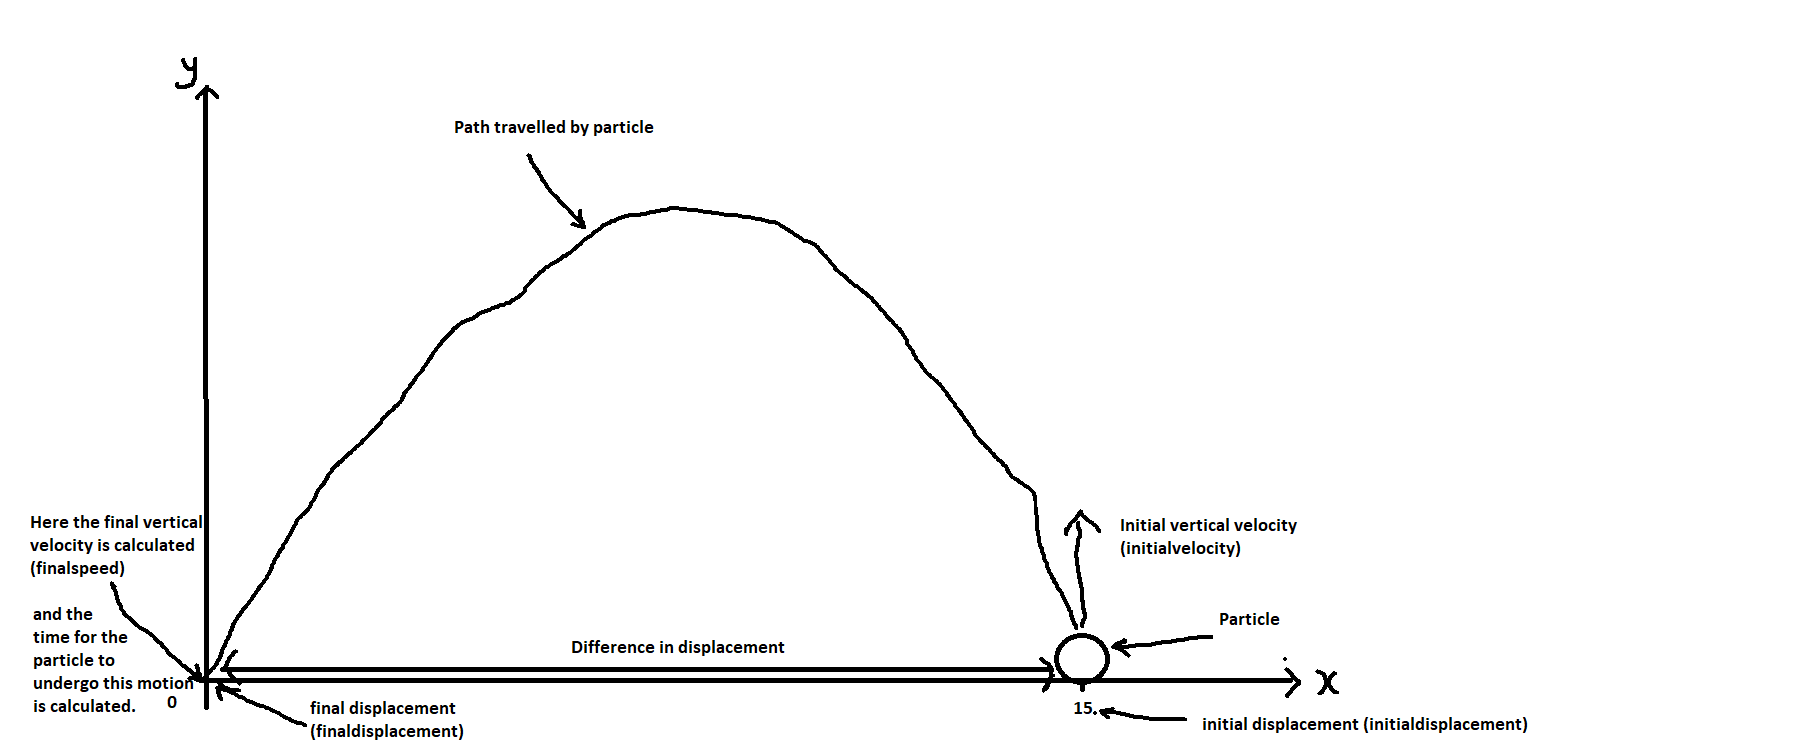 y
Path travelled by particle
Here the final vertical
velocity is calculated
(finalspeed)
and the
time for the
particle to
undergo this motion
is calculated.
0
Difference in displacement
final displacement
(finaldisplacement)
Initial vertical velocity
(initialvelocity)
Particle
x
15.
initial displacement (initialdisplacement)